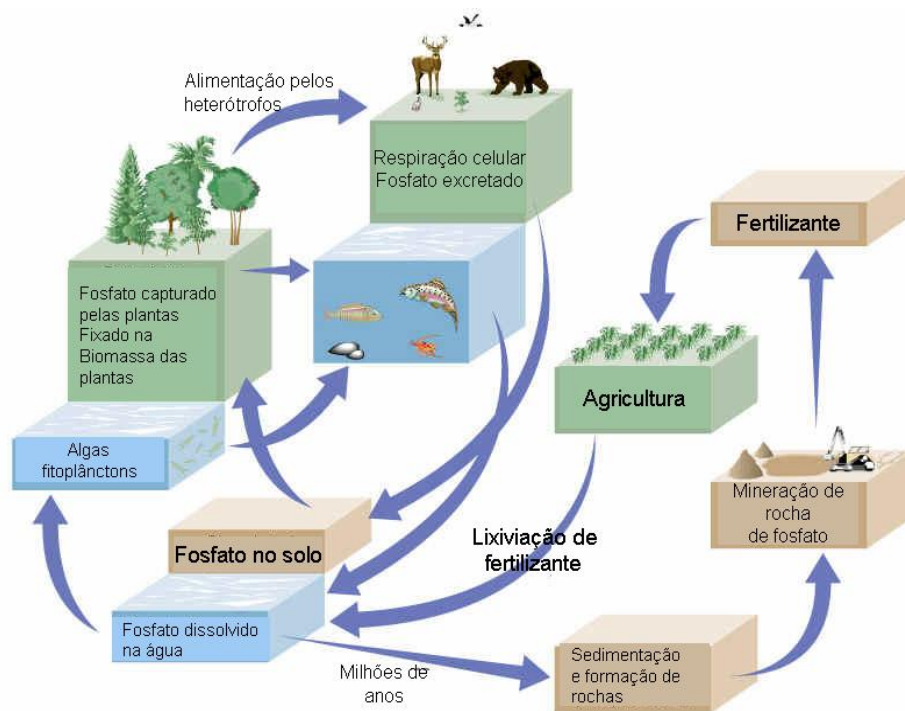 Alimentação pelos
heterótrofos
Respiração celular
Fosfato excretado
Fertilizante
Fosfato capturado
pelas plantas
Fixado na
Biomassa das
plantas
Agricultura
Algas
fitoplânctons
Mineração de
rocha
de fosfato
Fosfato no solo
Lixiviação de
fertilizante
Fosfato dissolvido
na água
Milhões de
anos
Sedimentação
e formação de
rochas